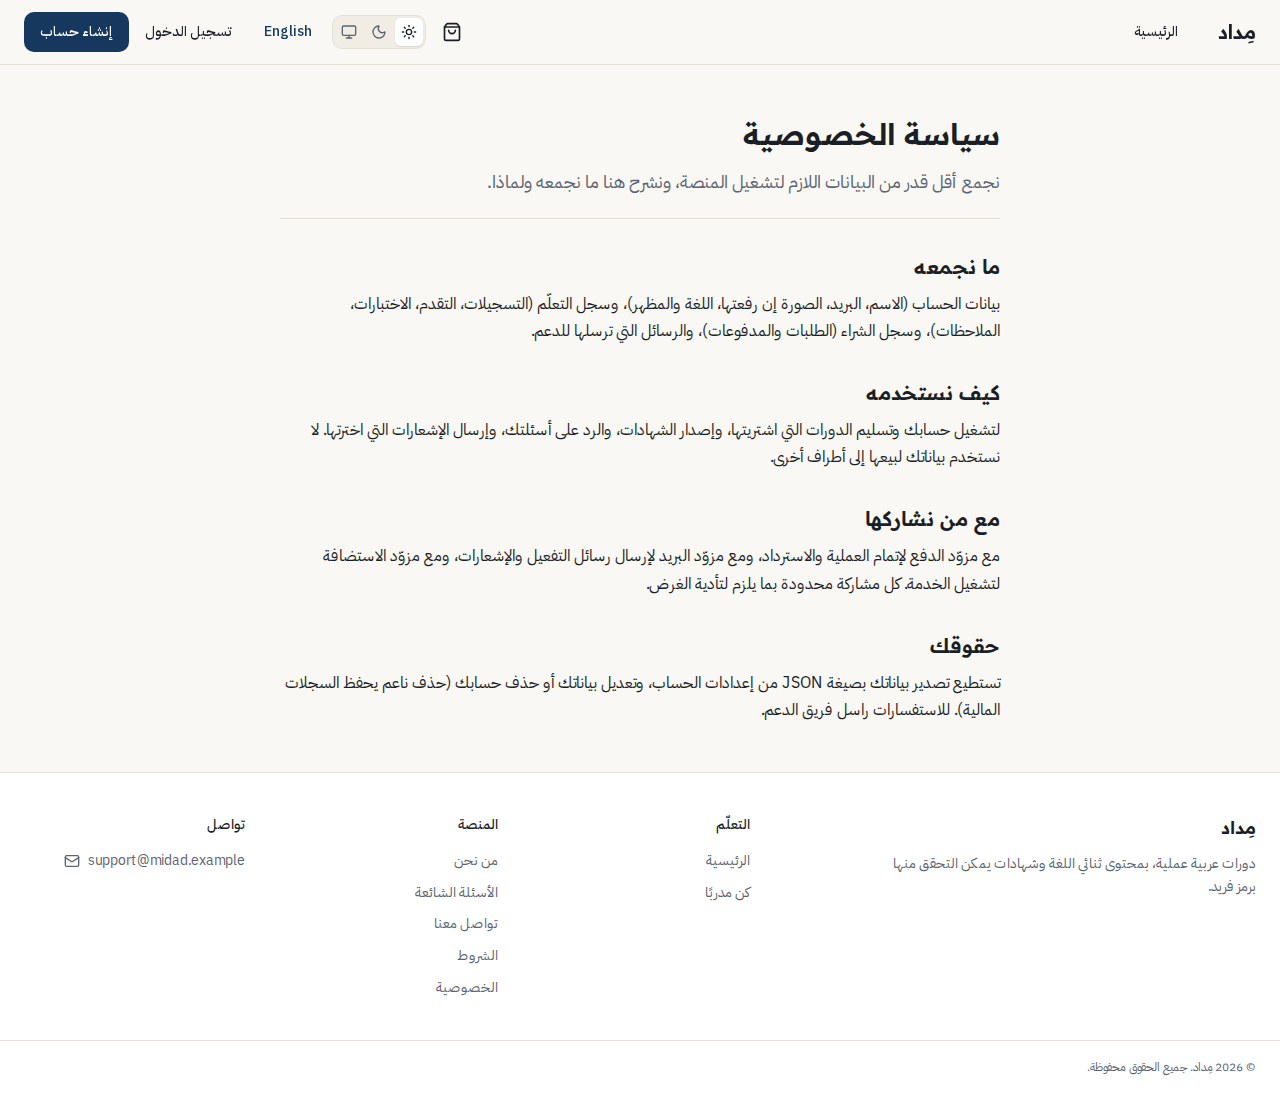 مِداد
الرئيسية
English
تسجيل الدخول
إنشاء حساب
سياسة الخصوصية
نجمع أقل قدر من البيانات اللازم لتشغيل المنصة، ونشرح هنا ما نجمعه ولماذا.
ما نجمعه
بيانات الحساب (الاسم، البريد، الصورة إن رفعتها، اللغة والمظهر)، وسجل التعلّم (التسجيلات، التقدم، الاختبارات،
الملاحظات)، وسجل الشراء (الطلبات والمدفوعات)، والرسائل التي ترسلها للدعم.
كيف نستخدمه
لتشغيل حسابك وتسليم الدورات التي اشتريتها، وإصدار الشهادات، والرد على أسئلتك، وإرسال الإشعارات التي اخترتها. لا
نستخدم بياناتك لبيعها إلى أطراف أخرى.
مع من نشاركها
مع مزوّد الدفع لإتمام العملية والاسترداد، ومع مزوّد البريد لإرسال رسائل التفعيل والإشعارات، ومع مزوّد الاستضافة
لتشغيل الخدمة. كل مشاركة محدودة بما يلزم لتأدية الغرض.
حقوقك
تستطيع تصدير بياناتك بصيغة JSON من إعدادات الحساب، وتعديل بياناتك أو حذف حسابك (حذف ناعم يحفظ السجلات
المالية). للاستفسارات راسل فريق الدعم.
مِداد
دورات عربية عملية، بمحتوى ثنائي اللغة وشهادات يمكن التحقق منها
برمز فريد.
التعلّم
الرئيسية
كن مدربًا
المنصة
من نحن
الأسئلة الشائعة
تواصل معنا
الشروط
الخصوصية
تواصل
support@midad.example
© 2026 مِداد. جميع الحقوق محفوظة.